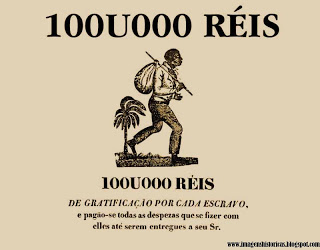 100U000 RÉIS
100U000 RÉIS
DE GRATIFICAÇÃO POR CADA ESCRAVO,
e pagão-se todas as despezas que se fizer com
elles até serem entregues a seu Sr.
www.imagenshistoricas.blogspot.com